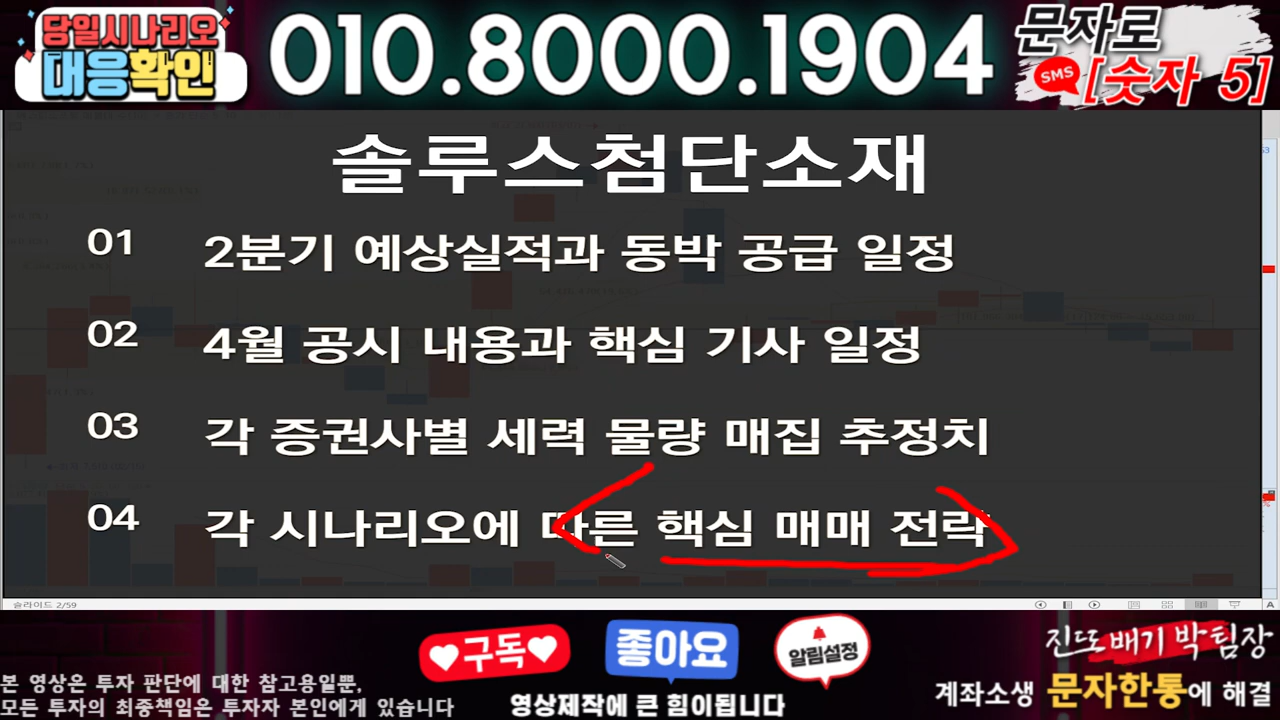 당일시나리오
대응확인
010.8000.1904
문자로
SMS
[숫자 5]
솔루스첨단소재
01 2분기 예상실적과 동박 공급 일정
02 4월 공시 내용과 핵심 기사 일정
03 각 증권사별 세력 물량 매집 추정치
04 각 시나리오에 따른 핵심 매매 전략
슬라이드 2/59
구독
좋아요
알림설정
영상제작에 큰 힘이됩니다
본 영상은 투자 판단에 대한 참고용일뿐,
모든 투자의 최종책임은 투자자 본인에게 있습니다
진또배기 박팀장
계좌소생 문자한통에 해결